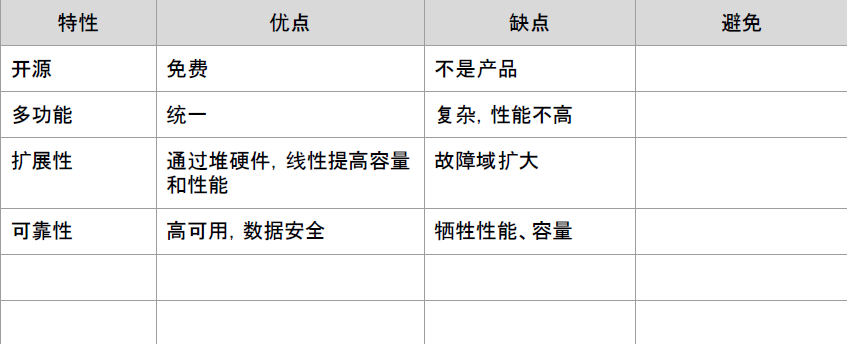 特性 优点 缺点 避免
开源 免费 不是产品
多功能 统一 复杂, 性能不高
扩展性 通过堆硬件, 线性提高容量 故障域扩大
和性能
可靠性 高可用, 数据安全 牺牲性能、容量